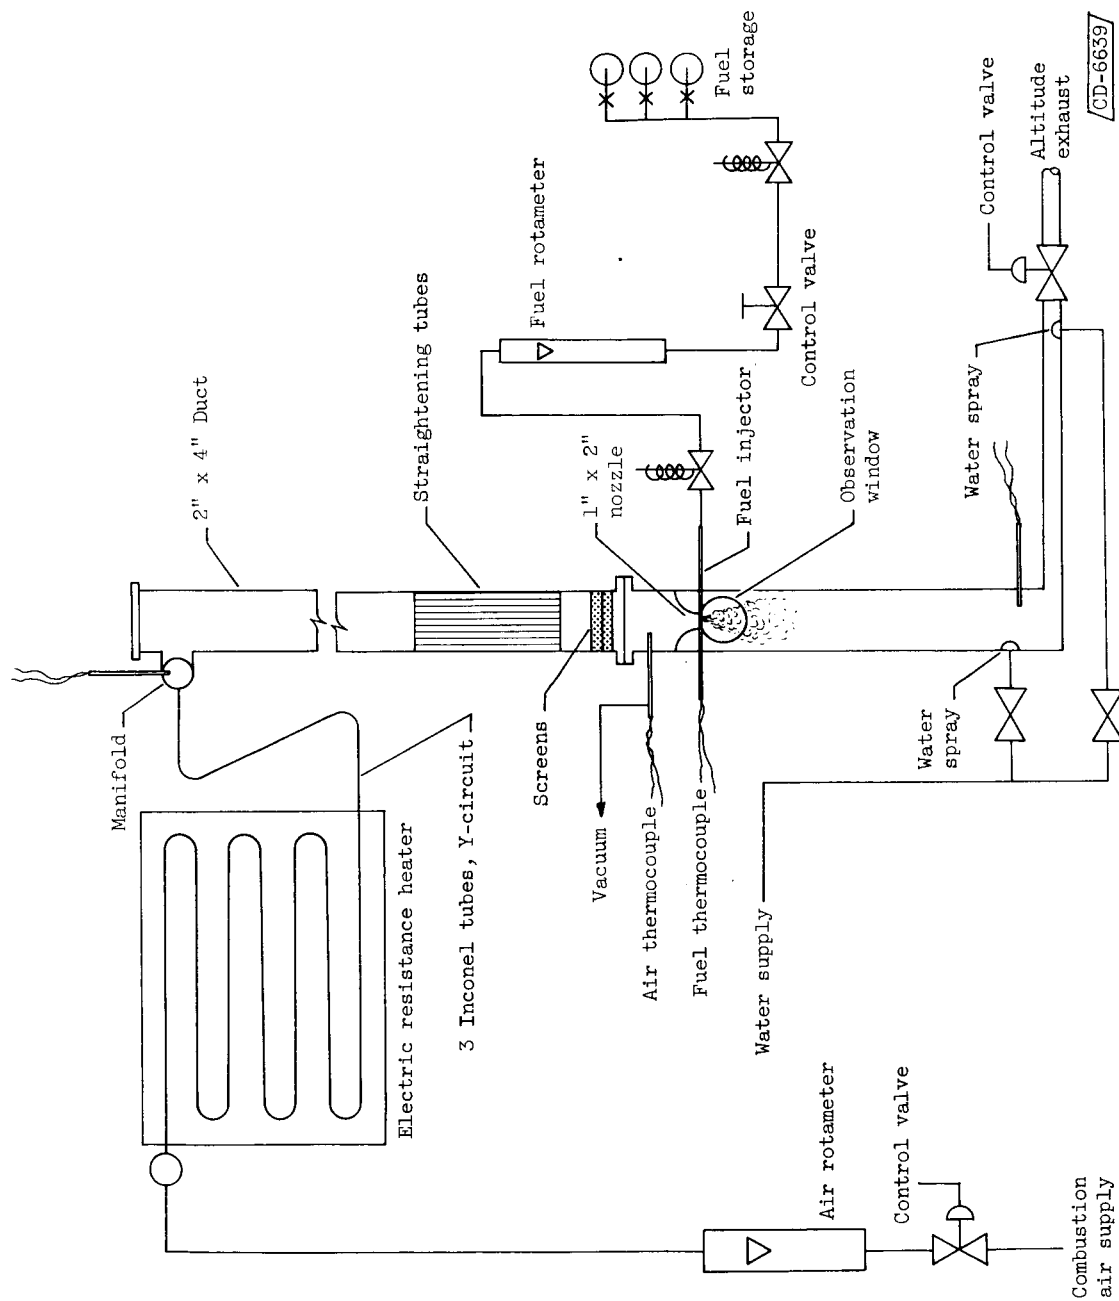 CD-6639
Fuel
storage
Control valve
Altitude
exhaust
Fuel rotameter
Control valve
Water spray
2" x 4" Duct
Straightening tubes
1" x 2"
nozzle
Fuel injector
Observation
window
Manifold
Screens
Water
spray
Vacuum
Air thermocouple
Fuel thermocouple
Water supply
3 Inconel tubes, Y-circuit
Electric resistance heater
Air rotameter
Control valve
Combustion
air supply